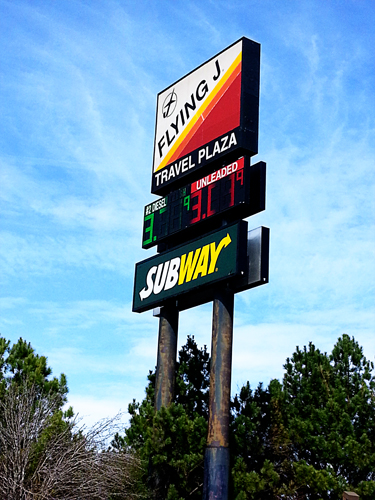 FLYING J
TRAVEL PLAZA
#2 DIESEL
UNLEADED
SUBWAY